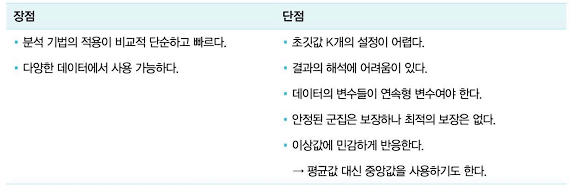 장점 단점
• 분석 기법의 적용이 비교적 단순하고 빠르다. • 초깃값 K개의 설정이 어렵다.
• 다양한 데이터에서 사용 가능하다. • 결과의 해석에 어려움이 있다.
• 데이터의 변수들이 연속형 변수여야 한다.
• 안정된 군집은 보장하나 최적의 보장은 없다.
• 이상값에 민감하게 반응한다.
→ 평균값 대신 중앙값을 사용하기도 한다.